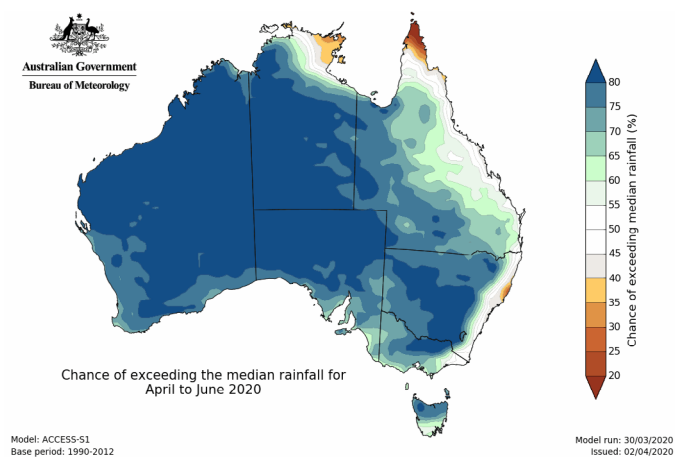 Australian Government
Bureau of Meteorology
80
75
70
65
60
55
50
45
40
35
30
25
20
Chance of exceeding median rainfall (%)
Chance of exceeding the median rainfall for
April to June 2020
Model: ACCESS-S1
Base period: 1990-2012
Model run: 30/03/2020
Issued: 02/04/2020